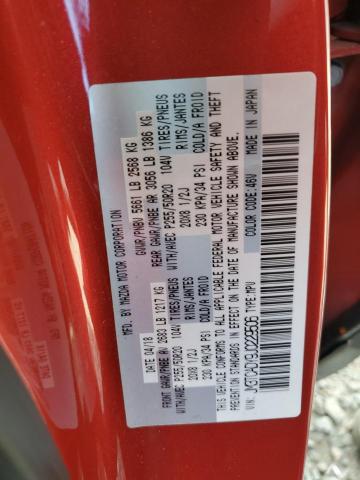 MFD. BY: MAZDA MOTOR CORPORATION
DATE: 04/18 GVWR/PNBV 5661 LB 2568 KG
FRONT GAWR/PNBE AV 2683 LB 1217 KG REAR GAWR/PNBE AR 3056 LB 1386 KG
WITH/AVEC P255/50R20 104V TIRES/PNEUS WITH/AVEC P255/50R20 104V TIRES/PNEUS
20X8 1/2J RIMS/JANTES 20X8 1/2J RIMS/JANTES
230 KPA/34 PSI COLD/A FROID 230 KPA/34 PSI COLD/A FROID
THIS VEHICLE CONFORMS TO ALL APPLICABLE FEDERAL MOTOR VEHICLE SAFETY AND THEFT
PREVENTION STANDARDS IN EFFECT ON THE DATE OF MANUFACTURE SHOWN ABOVE.
VIN: TYPE:MPV COLOR CODE:46V MADE IN JAPAN